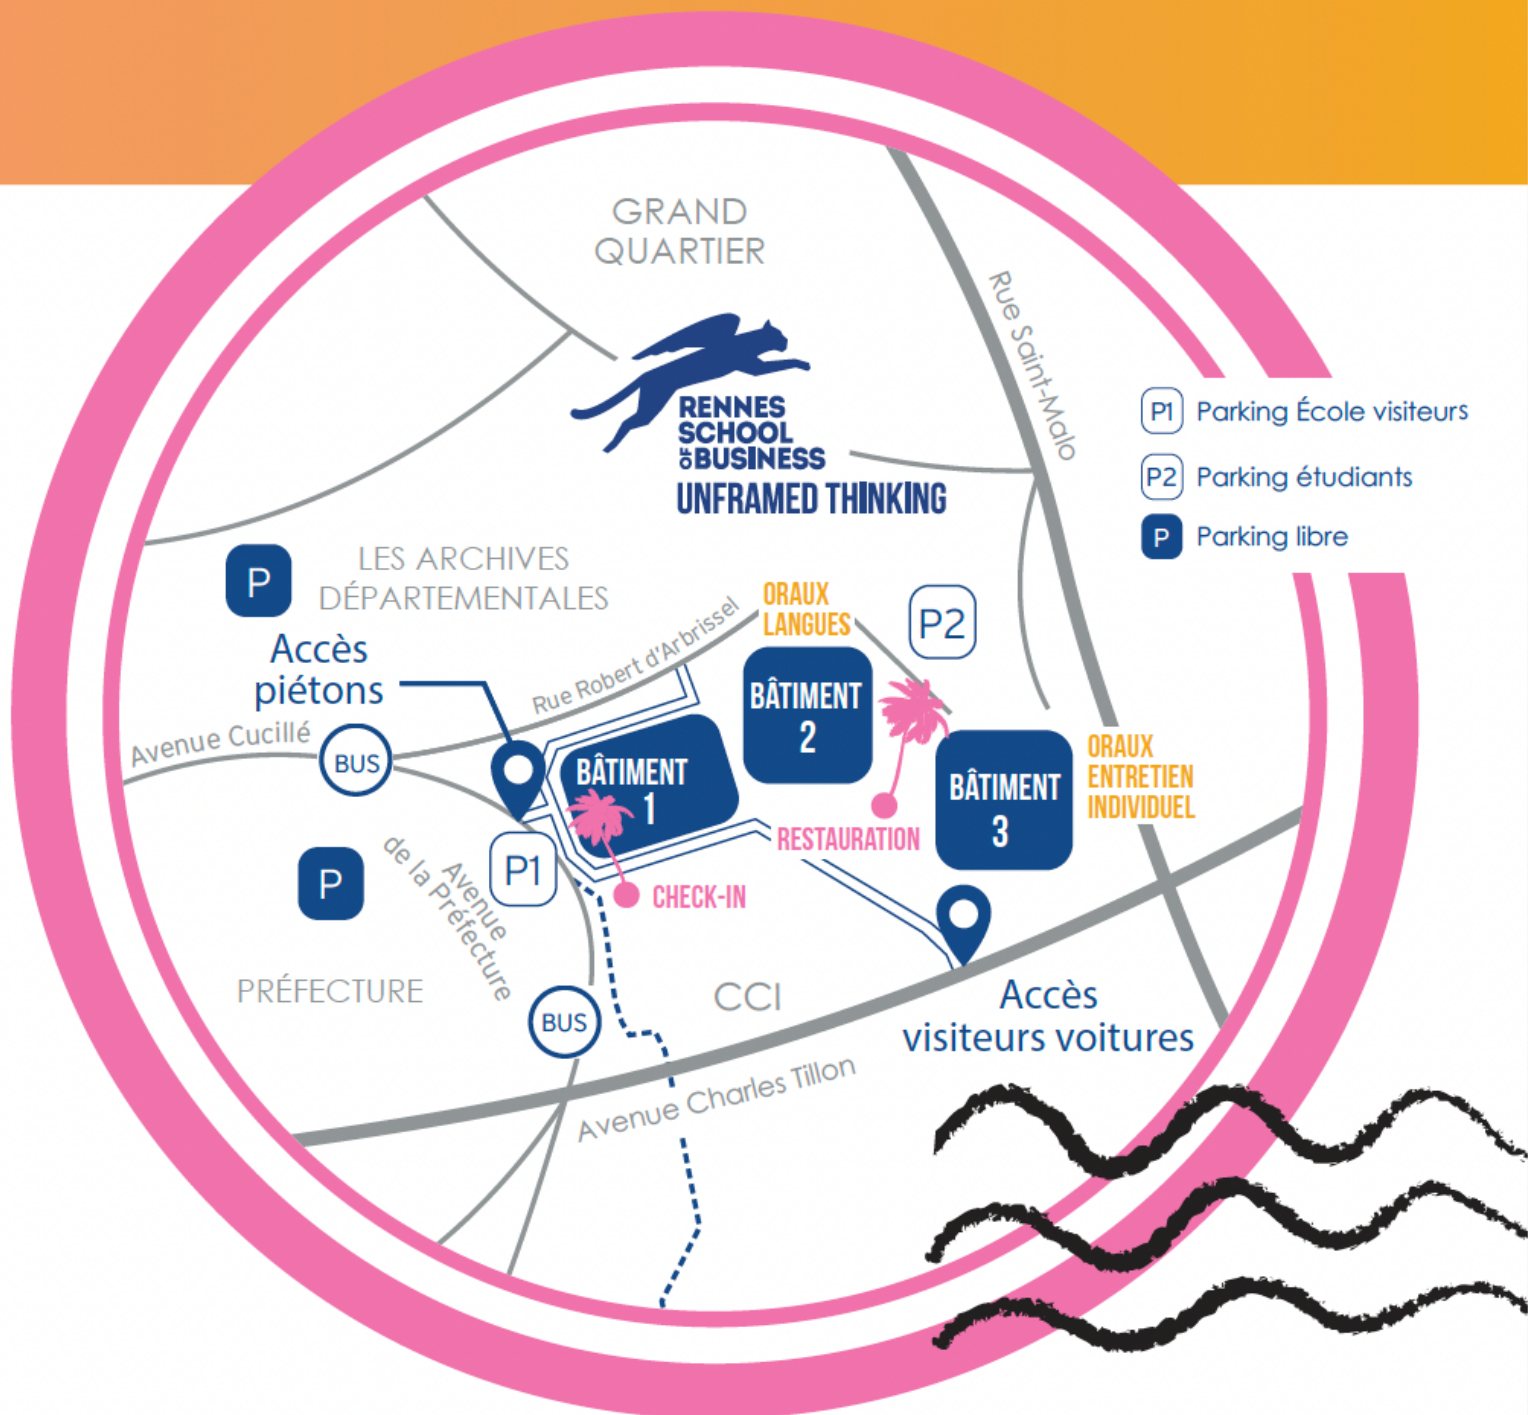 GRAND
QUARTIER
Rue Saint-Malo
RENNES
SCHOOL
OF BUSINESS
UNFRAMED THINKING
P1 Parking École visiteurs
P2 Parking étudiants
P Parking libre
P
LES ARCHIVES
DÉPARTEMENTALES
ORAUX
LANGUES
P2
Accès
piétons
Rue Robert d'Arbrissel
Avenue Cucillé
BUS
BÂTIMENT
1
BÂTIMENT
2
BÂTIMENT
3
ORAUX
ENTRETIEN
INDIVIDUEL
RESTAURATION
P1
CHECK-IN
P
Avenue
de la Préfecture
PRÉFECTURE
BUS
CCI
Accès
visiteurs voitures
Avenue Charles Tillon